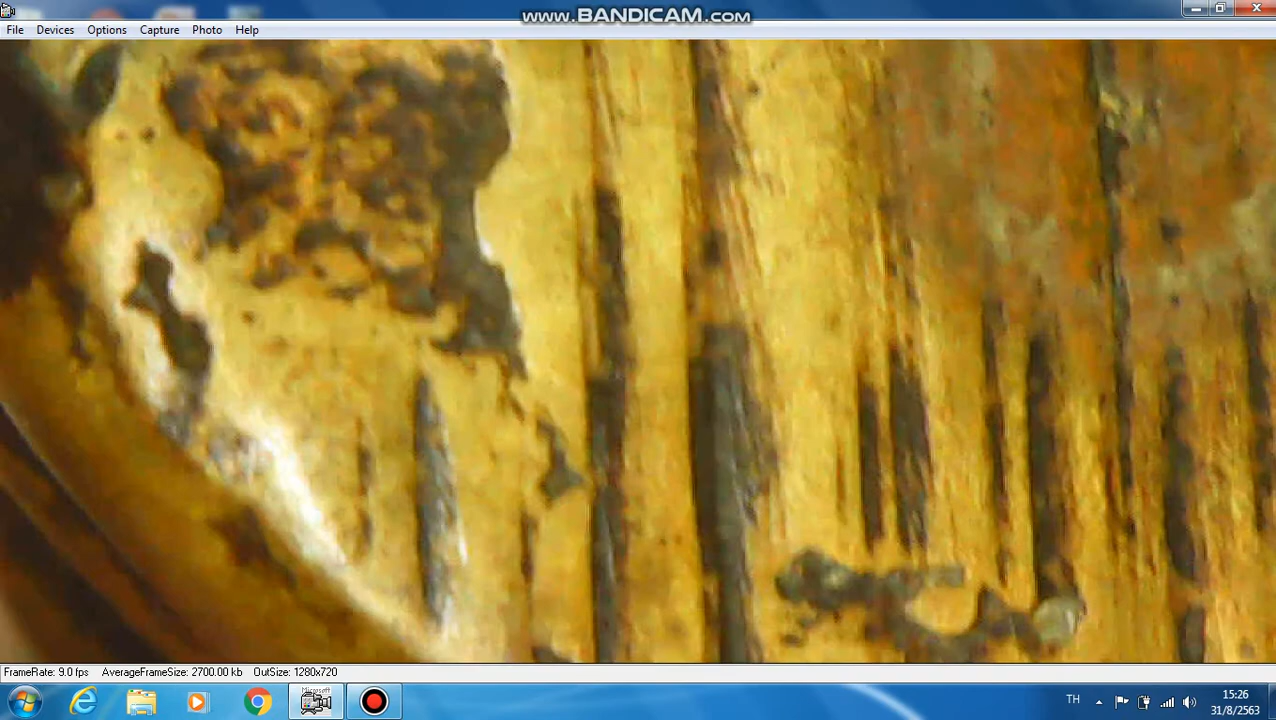 www.BANDICAM.com
File Devices Options Capture Photo Help
FrameRate: 9.0 fps AverageFrameSize: 2700.00 kb OutSize: 1280x720
Microsoft
TH
15:26
31/8/2563